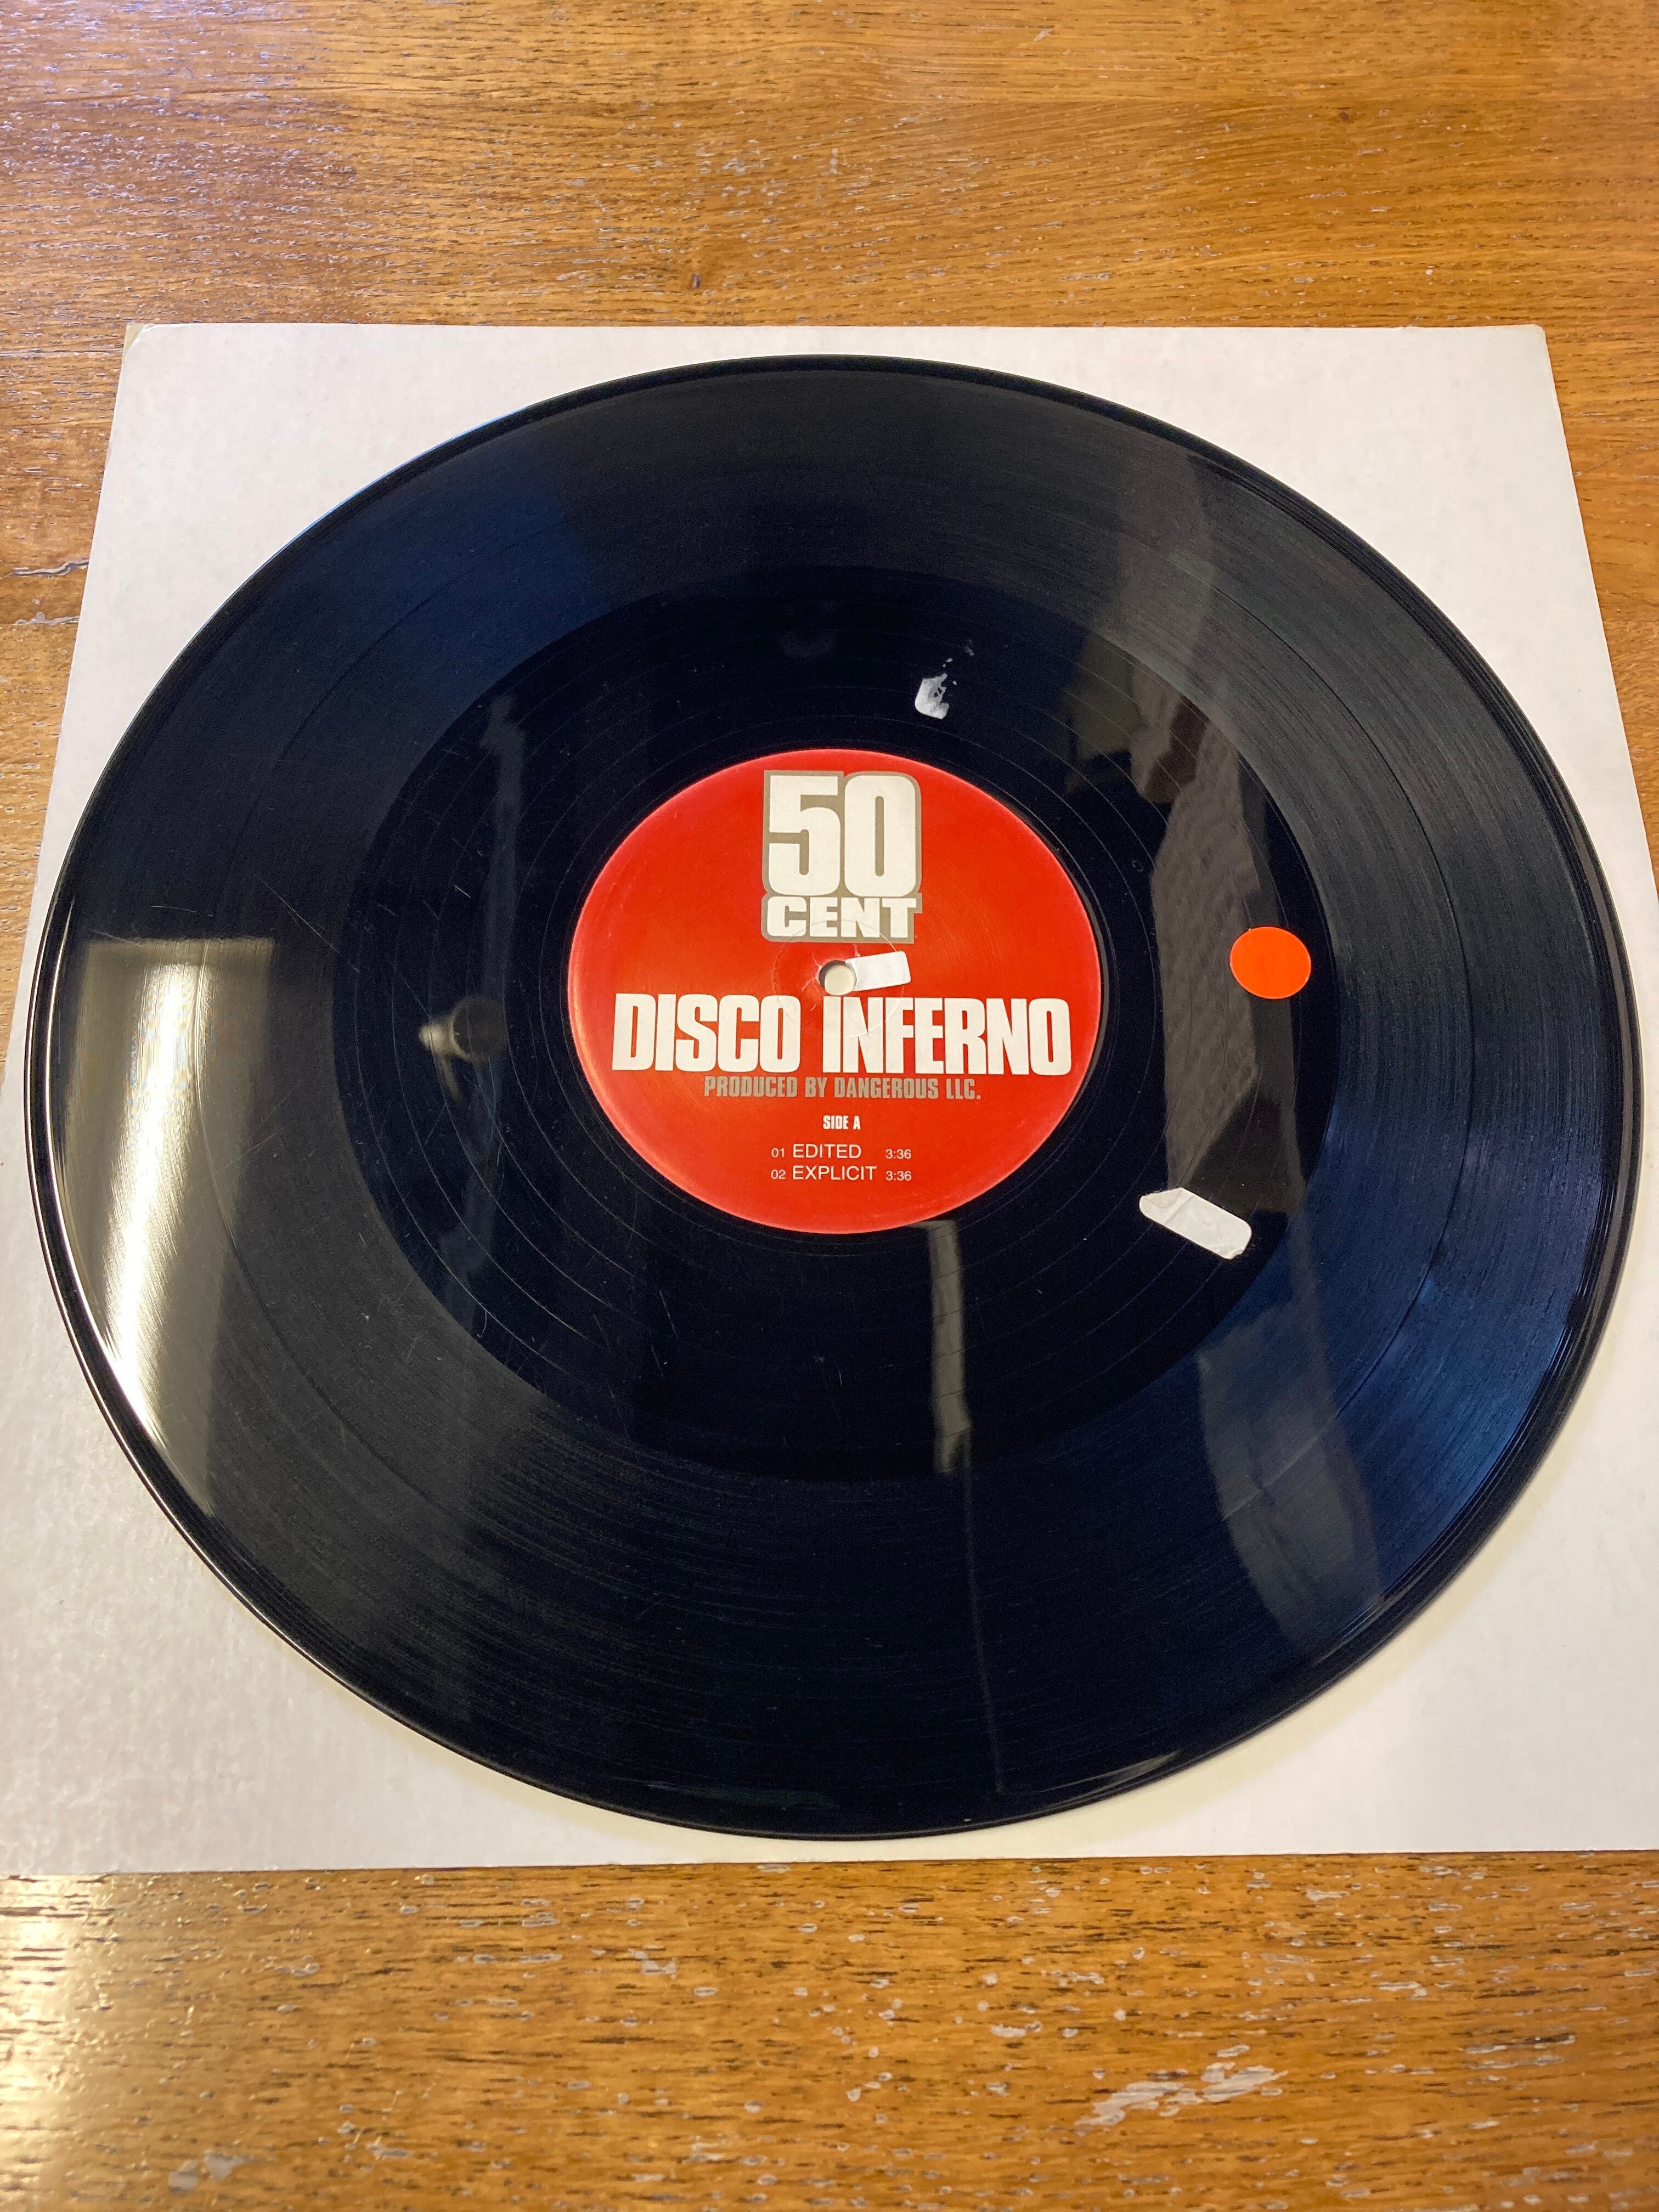 50
CENT
DISCO INFERNO
PRODUCED BY DANGEROUS LLC.
SIDE A
01 EDITED 3:36
02 EXPLICIT 3:36